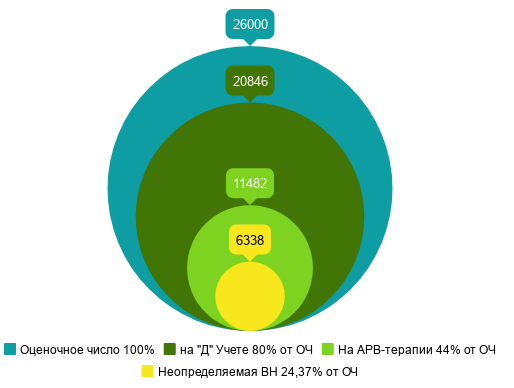 26000
20846
11482
6338
Оценочное число 100% на "Д" Учете 80% от ОЧ На АРВ-терапии 44% от ОЧ
Неопределяемая ВН 24,37% от ОЧ